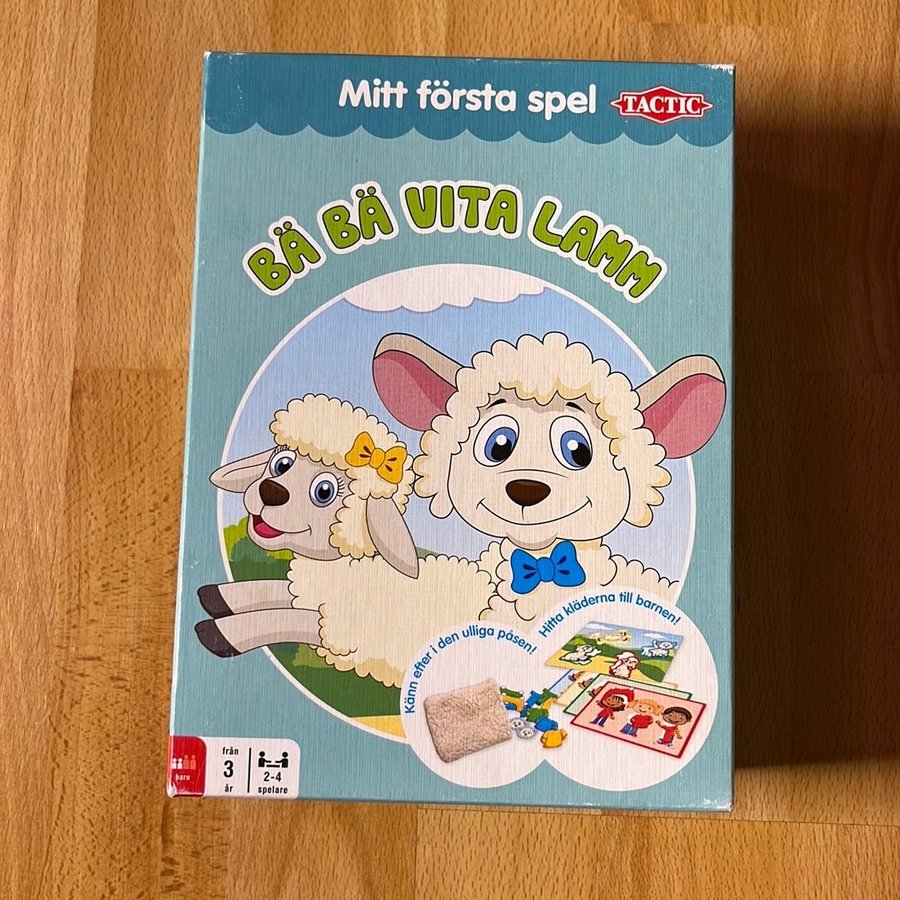 Mitt första spel
TACTIC
BÄ BÄ VITA LAMM
Känn efter i den ulliga påsen!
Hitta kläderna till barnen!
barn
från
3
år
2-4
spelare